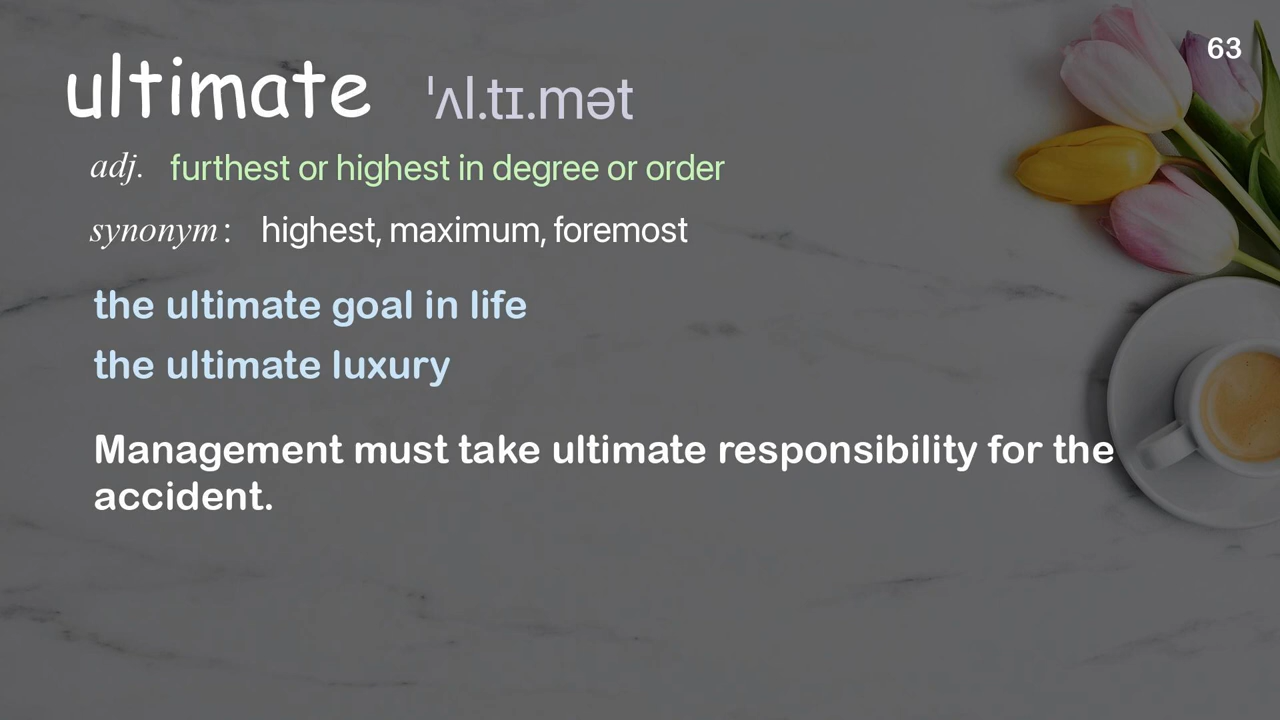 63
ultimate ˈʌl.tɪ.mət
adj. furthest or highest in degree or order
synonym: highest, maximum, foremost
the ultimate goal in life
the ultimate luxury
Management must take ultimate responsibility for the
accident.